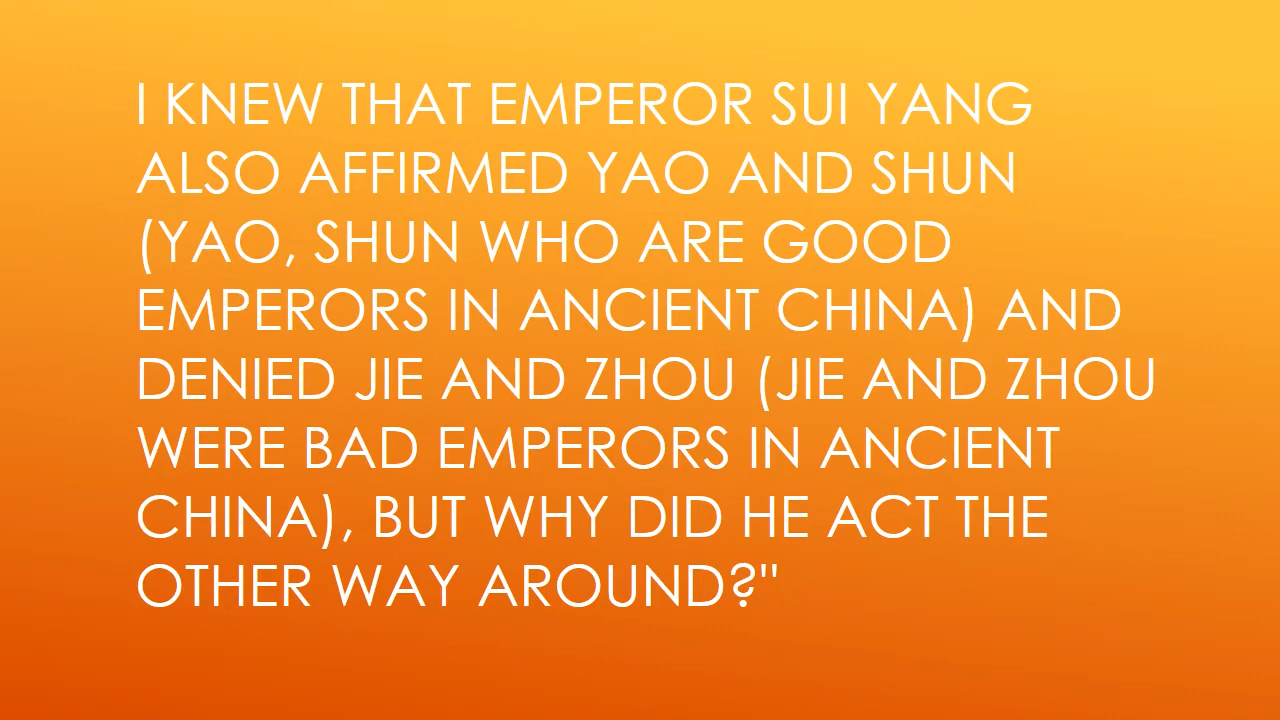 I KNEW THAT EMPEROR SUI YANG
ALSO AFFIRMED YAO AND SHUN
(YAO, SHUN WHO ARE GOOD
EMPERORS IN ANCIENT CHINA) AND
DENIED JIE AND ZHOU (JIE AND ZHOU
WERE BAD EMPERORS IN ANCIENT
CHINA), BUT WHY DID HE ACT THE
OTHER WAY AROUND?"